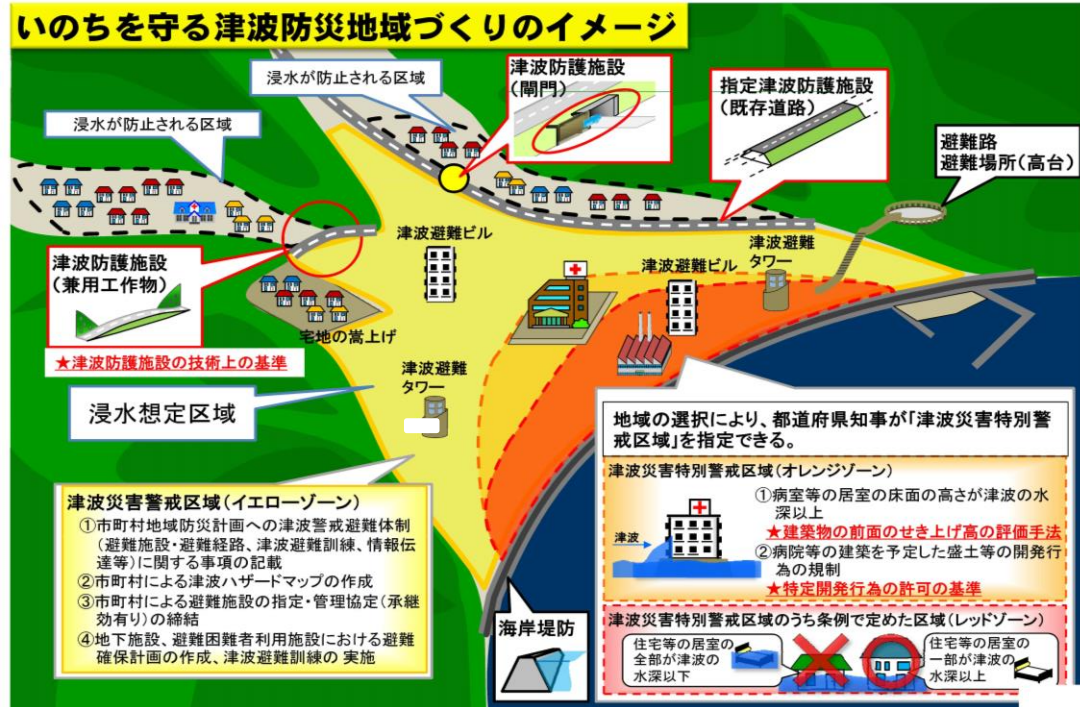 いのちを守る津波防災地域づくりのイメージ
浸水が防止される区域
浸水が防止される区域
津波防護施設
(閘門)
指定津波防護施設
(既存道路)
避難路
避難場所(高台)
津波避難ビル
津波避難ビル
津波避難
タワー
津波防護施設
(兼用工作物)
★津波防護施設の技術上の基準
宅地の嵩上げ
津波避難
タワー
浸水想定区域
地域の選択により、都道府県知事が「津波災害特別警
戒区域」を指定できる。
津波災害特別警戒区域(オレンジゾーン)
①病室等の居室の床面の高さが津波の水
深以上
★建築物の前面のせき上げ高の評価手法
②病院等の建築を予定した盛土等の開発行
為の規制
★特定開発行為の許可の基準
津波
津波災害特別警戒区域のうち条例で定めた区域(レッドゾーン)
住宅等の居室の
全部が津波の
水深以下
住宅等の居室の
一部が津波の
水深以上
津波災害警戒区域(イエローゾーン)
①市町村地域防災計画への津波警戒避難体制
(避難施設・避難経路、津波避難訓練、情報伝
達等)に関する事項の記載
②市町村による津波ハザードマップの作成
③市町村による避難施設の指定・管理協定(承継
効有り)の締結
④地下施設、避難困難者利用施設における避難
確保計画の作成、津波避難訓練の 実施
海岸堤防